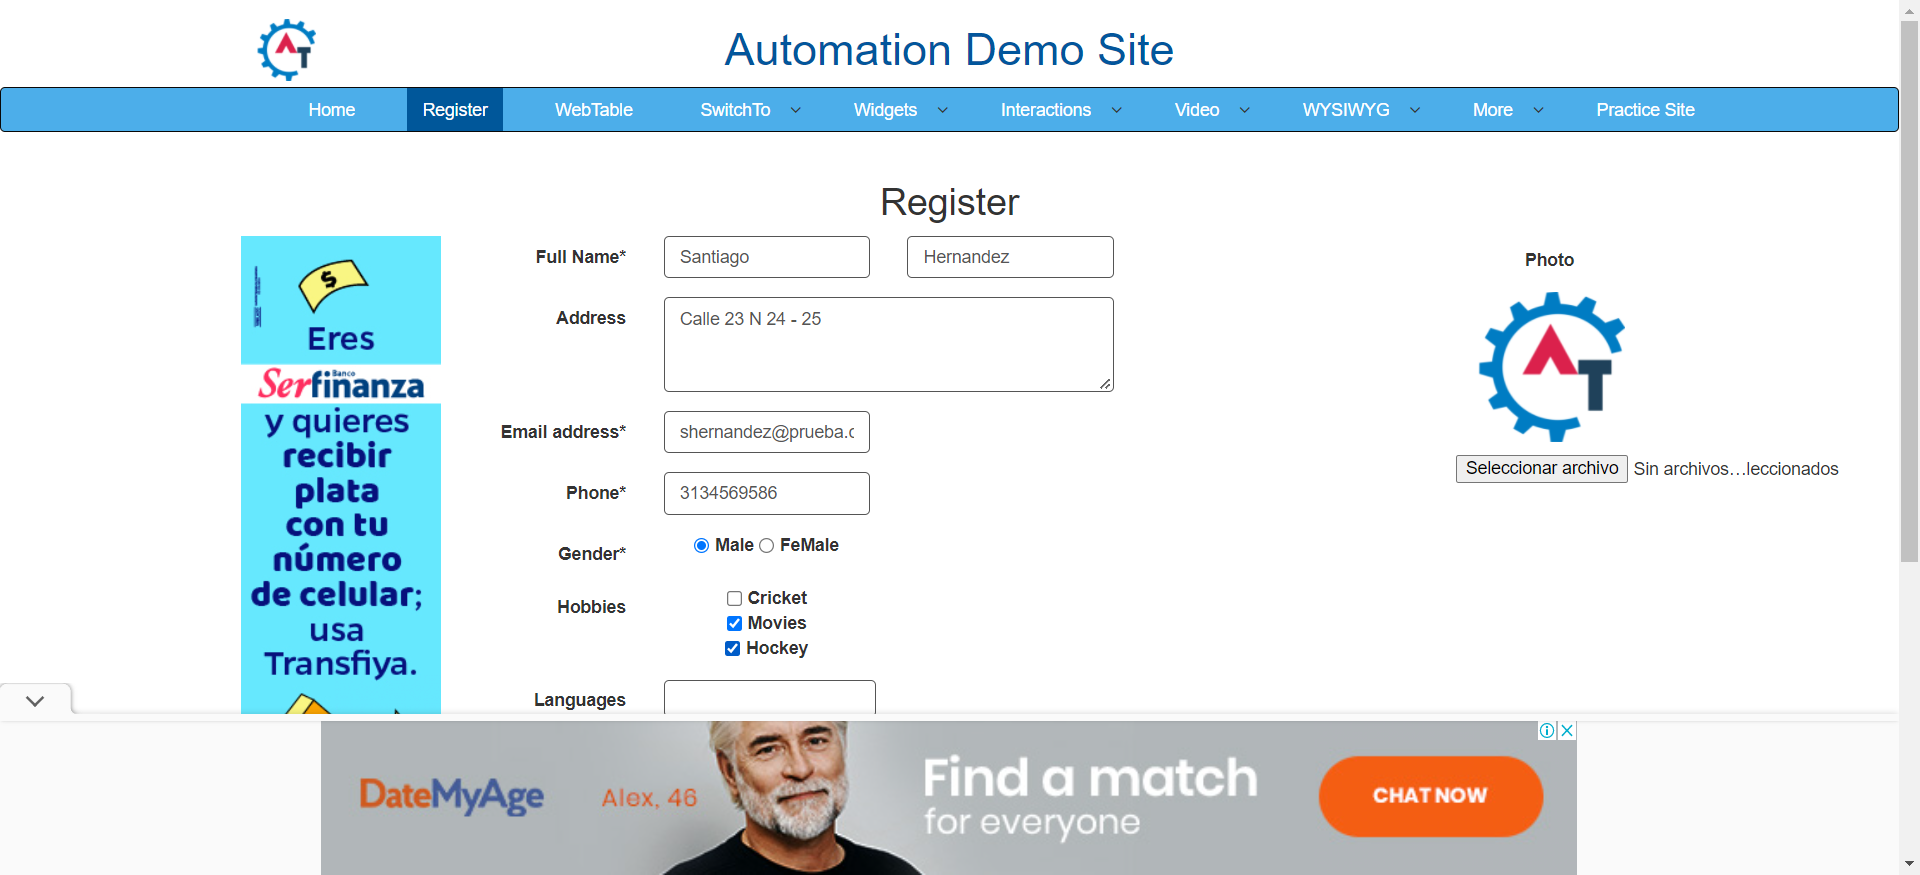 Automation Demo Site
Home Register WebTable SwitchTo Widgets Interactions Video WYSIWYG More Practice Site
Register
Full Name* Santiago Hernandez
Photo
Address Calle 23 N 24 - 25
Email address* shernandez@prueba.c
Seleccionar archivo Sin archivos…leccionados
Phone* 3134569586
Gender* Male FeMale
Hobbies Cricket
Movies
Hockey
Languages
$
Eres
Banco
Serfinanza
y quieres
recibir
plata
con tu
número
de celular;
usa
Transfiya.
DateMyAge
Alex, 46
Find a match
for everyone
CHAT NOW